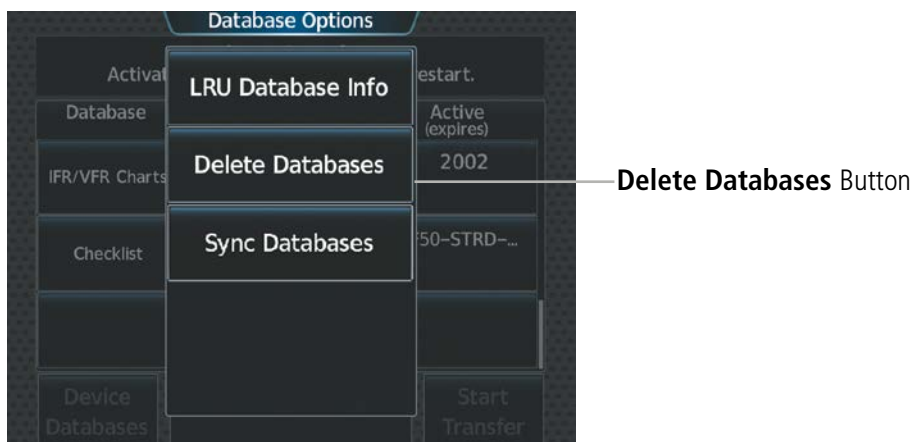 Database Options
Activat
estart.
LRU Database Info
Database
Active
(expires)
Delete Databases
2002
IFR/VFR Charts
Delete Databases Button
Sync Databases
F50-STRD-...
Checklist
Device
Databases
Start
Transfer